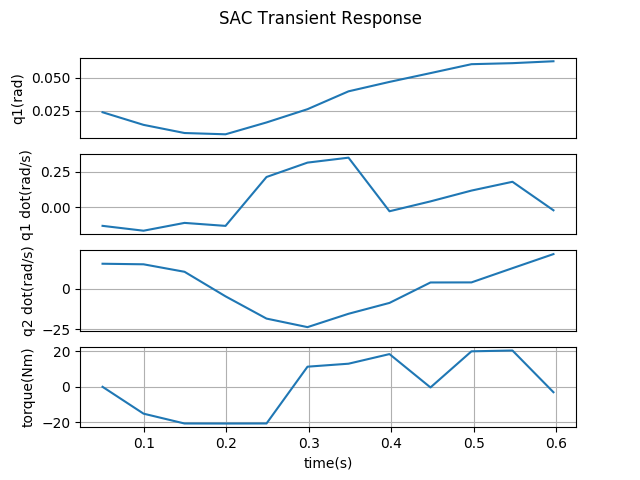 SAC Transient Response
q1(rad)
0.050
0.025
q1 dot(rad/s)
0.25
0.00
q2 dot(rad/s)
0
−25
torque(Nm)
20
0
−20
0.1 0.2 0.3 0.4 0.5 0.6
time(s)